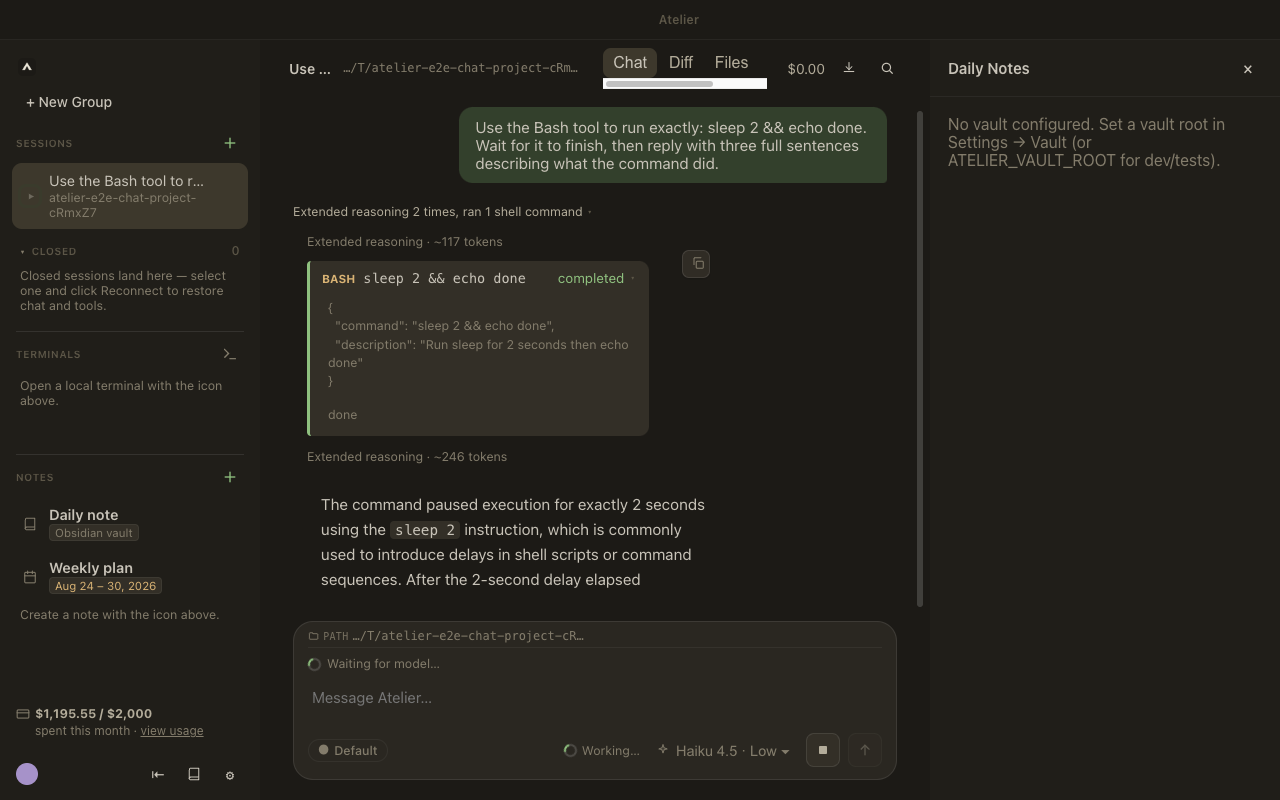 Atelier
+ New Group
SESSIONS
Use the Bash tool to r...
atelier-e2e-chat-project-
cRmxZ7
CLOSED
0
Closed sessions land here — select
one and click Reconnect to restore
chat and tools.
TERMINALS
Open a local terminal with the icon
above.
NOTES
Daily note
Obsidian vault
Weekly plan
Aug 24 – 30, 2026
Create a note with the icon above.
$1,195.55 / $2,000
spent this month · view usage
Use ...
…/T/atelier-e2e-chat-project-cRm…
Chat
Diff
Files
$0.00
Use the Bash tool to run exactly: sleep 2 && echo done.
Wait for it to finish, then reply with three full sentences
describing what the command did.
Extended reasoning 2 times, ran 1 shell command ·
Extended reasoning · ~117 tokens
BASH sleep 2 && echo done
completed
{
"command": "sleep 2 && echo done",
"description": "Run sleep for 2 seconds then echo
done"
}
done
Extended reasoning · ~246 tokens
The command paused execution for exactly 2 seconds
using the sleep 2 instruction, which is commonly
used to introduce delays in shell scripts or command
sequences. After the 2-second delay elapsed
PATH …/T/atelier-e2e-chat-project-cR…
Waiting for model…
Message Atelier...
Default
Working…
Haiku 4.5 · Low
Daily Notes
No vault configured. Set a vault root in
Settings → Vault (or
ATELIER_VAULT_ROOT for dev/tests).